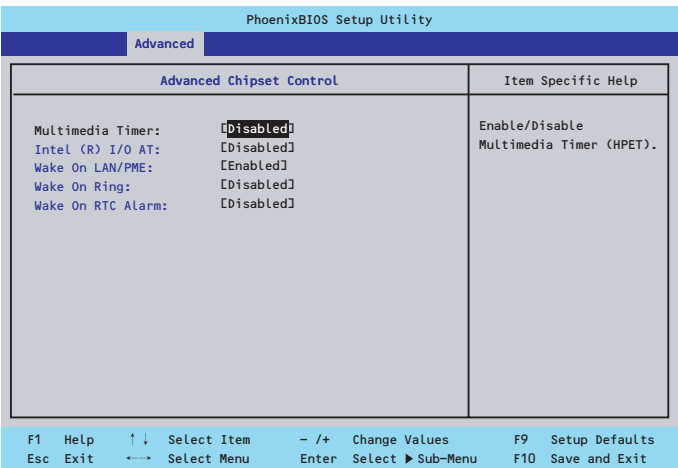 PhoenixBIOS Setup Utility
Advanced
Advanced Chipset Control
Item Specific Help
Multimedia Timer: [Disabled]
Intel (R) I/O AT: [Disabled]
Wake On LAN/PME: [Enabled]
Wake On Ring: [Disabled]
Wake On RTC Alarm: [Disabled]
Enable/Disable
Multimedia Timer (HPET).
F1 Help ↑↓ Select Item - /+ Change Values F9 Setup Defaults
Esc Exit ←→ Select Menu Enter Select ▶ Sub-Menu F10 Save and Exit